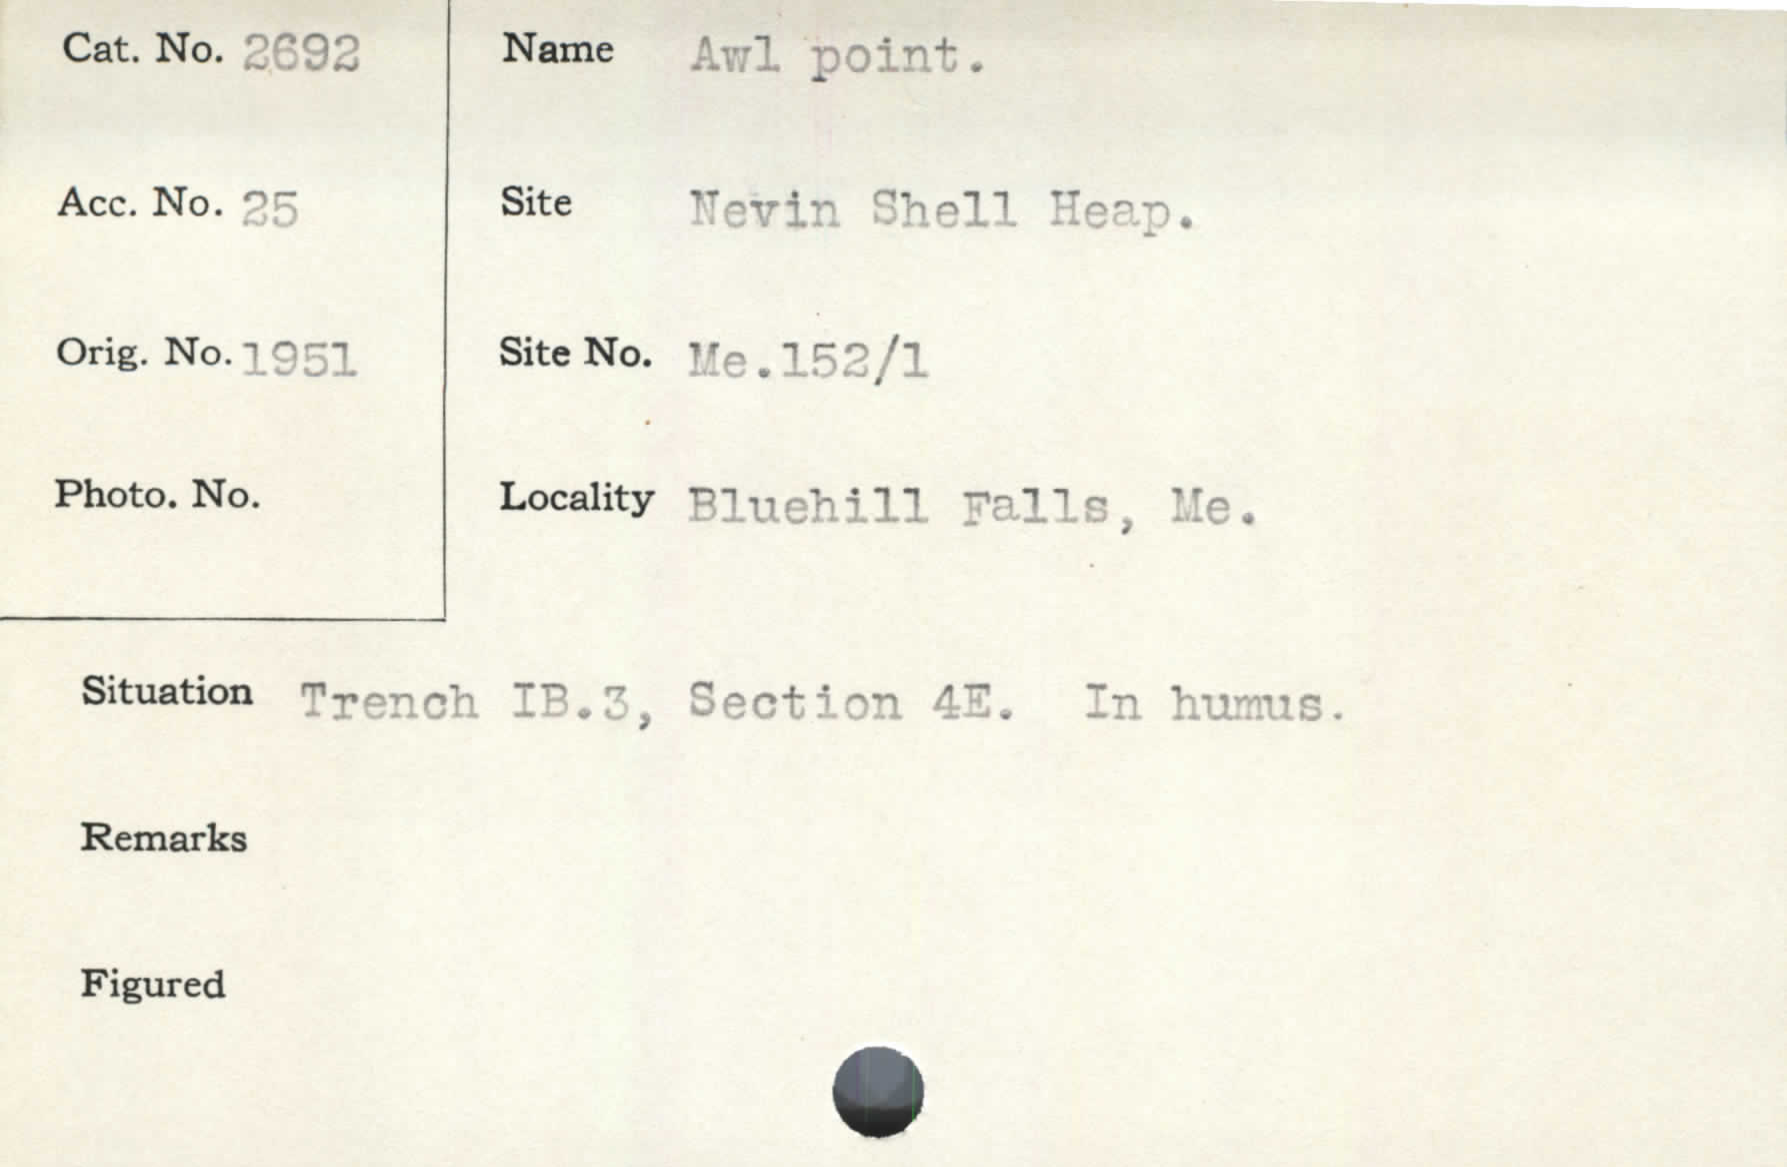 Cat. No. 2692
Name Awl point.
Acc. No. 25
Site Nevin Shell Heap.
Orig. No. 1951
Site No. Me.152/1
Photo. No.
Locality Bluehill Falls, Me.
Situation Trench IB.3, Section 4E. In humus.
Remarks
Figured